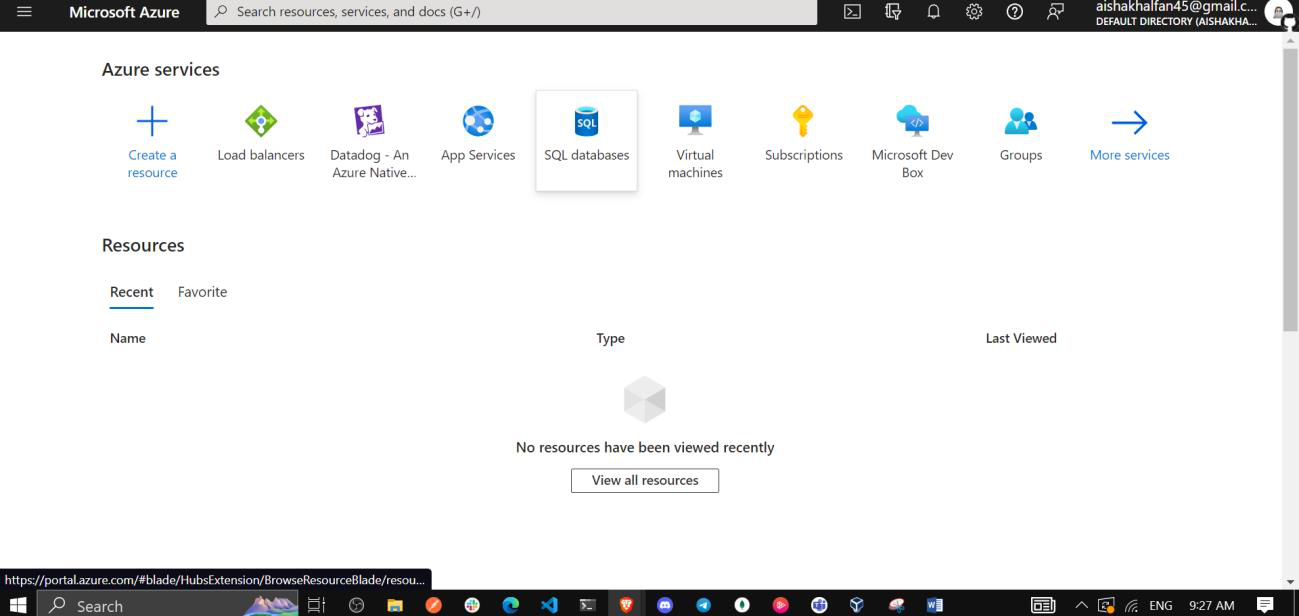 Microsoft Azure
Search resources, services, and docs (G+/)
aishakhalfan45@gmail.c...
DEFAULT DIRECTORY (AISHAKHA...
Azure services
Create a
resource
Load balancers
Datadog - An
Azure Native...
App Services
SQL
SQL databases
Virtual
machines
Subscriptions
Microsoft Dev
Box
Groups
More services
Resources
Recent
Favorite
Name
Type
Last Viewed
No resources have been viewed recently
View all resources
https://portal.azure.com/#blade/HubsExtension/BrowseResourceBlade/resou...
Search
ENG
9:27 AM